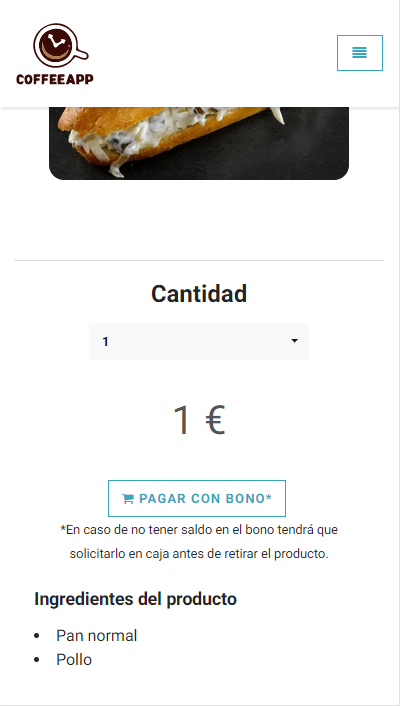 COFFEEAPP
Cantidad
1
1 €
PAGAR CON BONO*
*En caso de no tener saldo en el bono tendrá que
solicitarlo en caja antes de retirar el producto.
Ingredientes del producto
• Pan normal
• Pollo